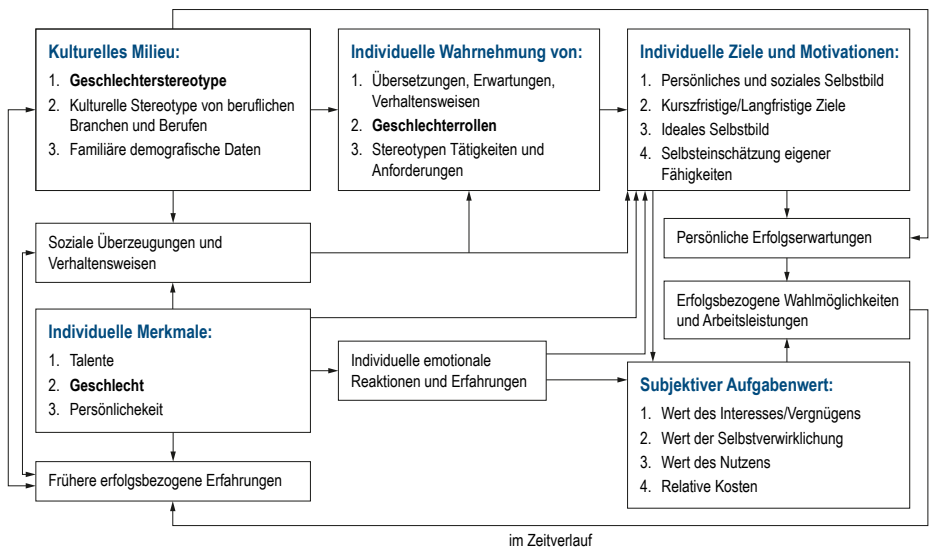 Kulturelles Milieu:
1. Geschlechterstereotype
2. Kulturelle Stereotype von beruflichen
Branchen und Berufen
3. Familiäre demografische Daten
Individuelle Wahrnehmung von:
1. Übersetzungen, Erwartungen,
Verhaltensweisen
2. Geschlechterrollen
3. Stereotypen Tätigkeiten und
Anforderungen
Individuelle Ziele und Motivationen:
1. Persönliches und soziales Selbstbild
2. Kurszfristige/Langfristige Ziele
3. Ideales Selbstbild
4. Selbsteinschätzung eigener
Fähigkeiten
Soziale Überzeugungen und
Verhaltensweisen
Persönliche Erfolgserwartungen
Erfolgsbezogene Wahlmöglichkeiten
und Arbeitsleistungen
Individuelle Merkmale:
1. Talente
2. Geschlecht
3. Persönlichekeit
Individuelle emotionale
Reaktionen und Erfahrungen
Subjektiver Aufgabenwert:
1. Wert des Interesses/Vergnügens
2. Wert der Selbstverwirklichung
3. Wert des Nutzens
4. Relative Kosten
Frühere erfolgsbezogene Erfahrungen
im Zeitverlauf